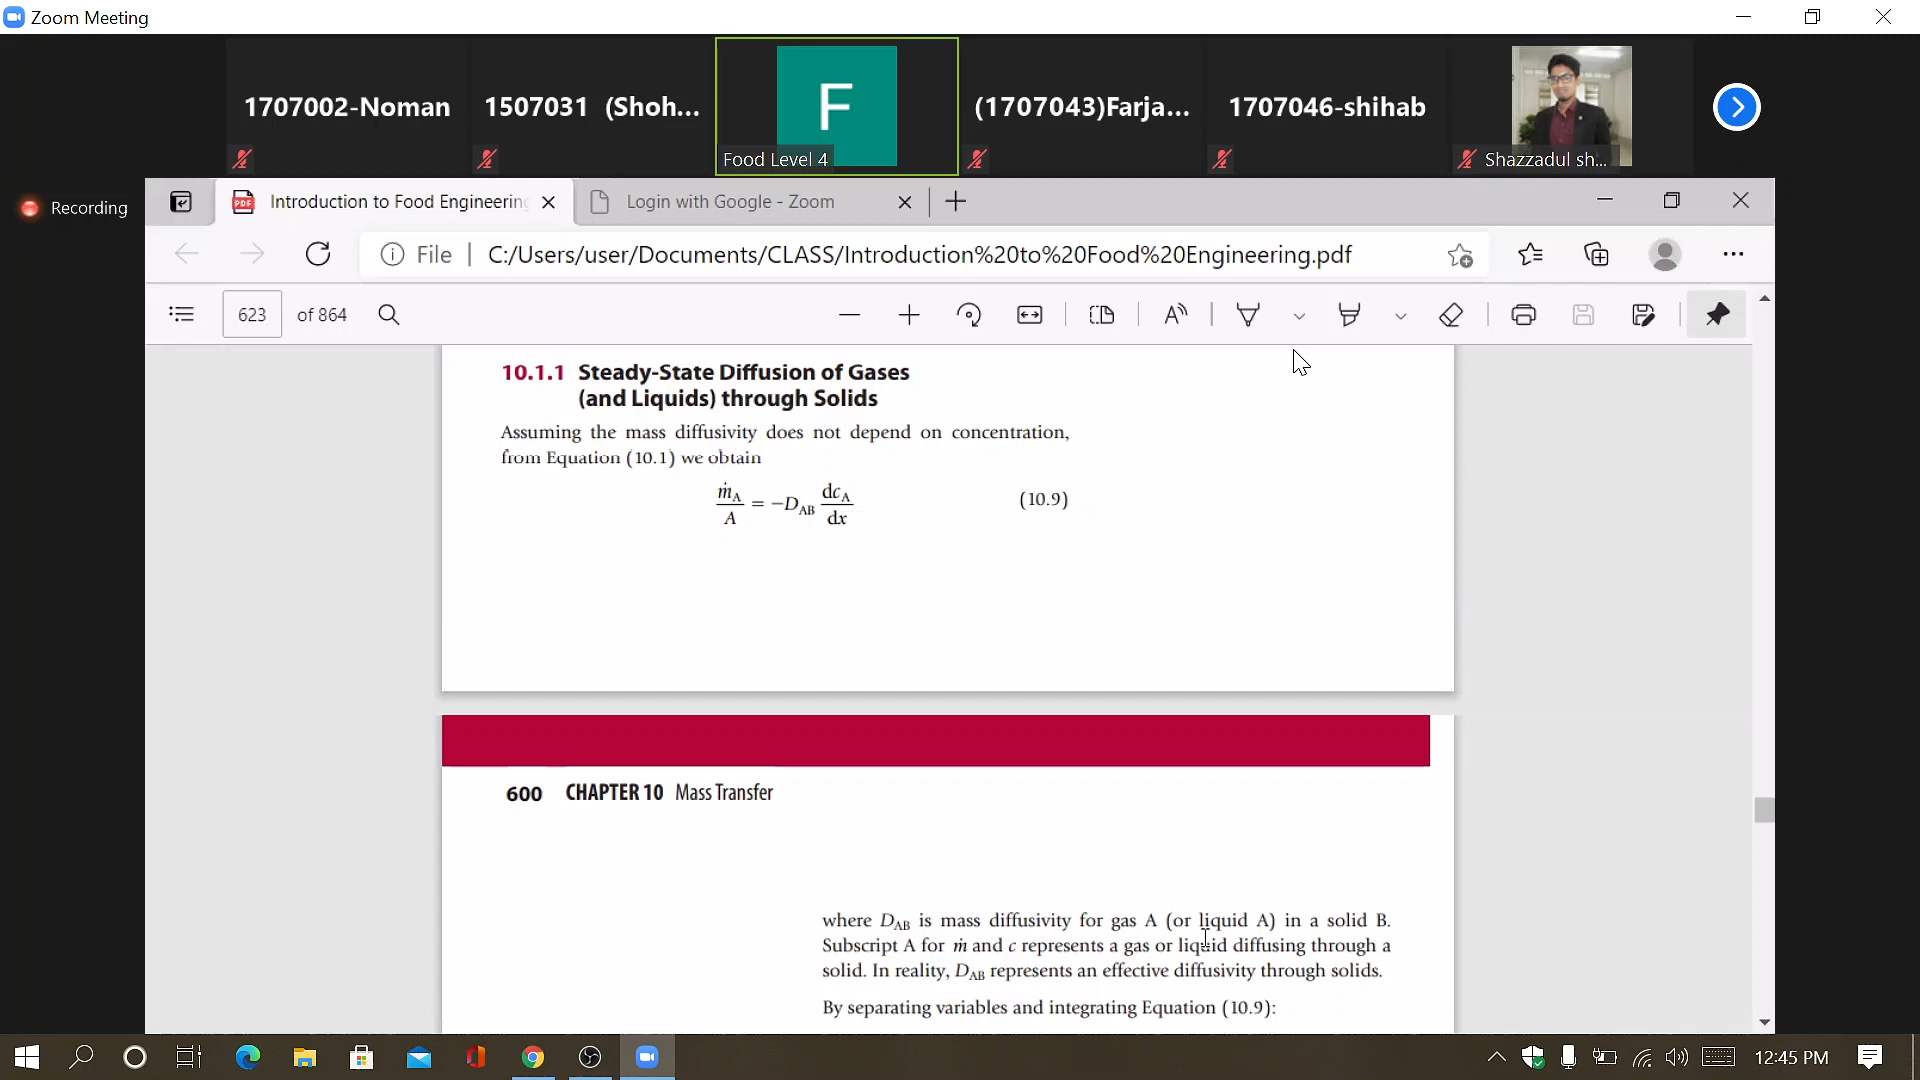 Zoom Meeting
1707002-Noman
1507031 (Shoh...
F
Food Level 4
(1707043)Farja...
1707046-shihab
Shazzadul sh...
Recording
Introduction to Food Engineering
Login with Google - Zoom
File
C:/Users/user/Documents/CLASS/Introduction%20to%20Food%20Engineering.pdf
623 of 864
10.1.1 Steady-State Diffusion of Gases
(and Liquids) through Solids
Assuming the mass diffusivity does not depend on concentration,
from Equation (10.1) we obtain
ṁA/A = −DAB dcA/dx (10.9)
600 CHAPTER 10 Mass Transfer
where DAB is mass diffusivity for gas A (or liquid A) in a solid B.
Subscript A for ṁ and c represents a gas or liquid diffusing through a
solid. In reality, DAB represents an effective diffusivity through solids.
By separating variables and integrating Equation (10.9):
12:45 PM